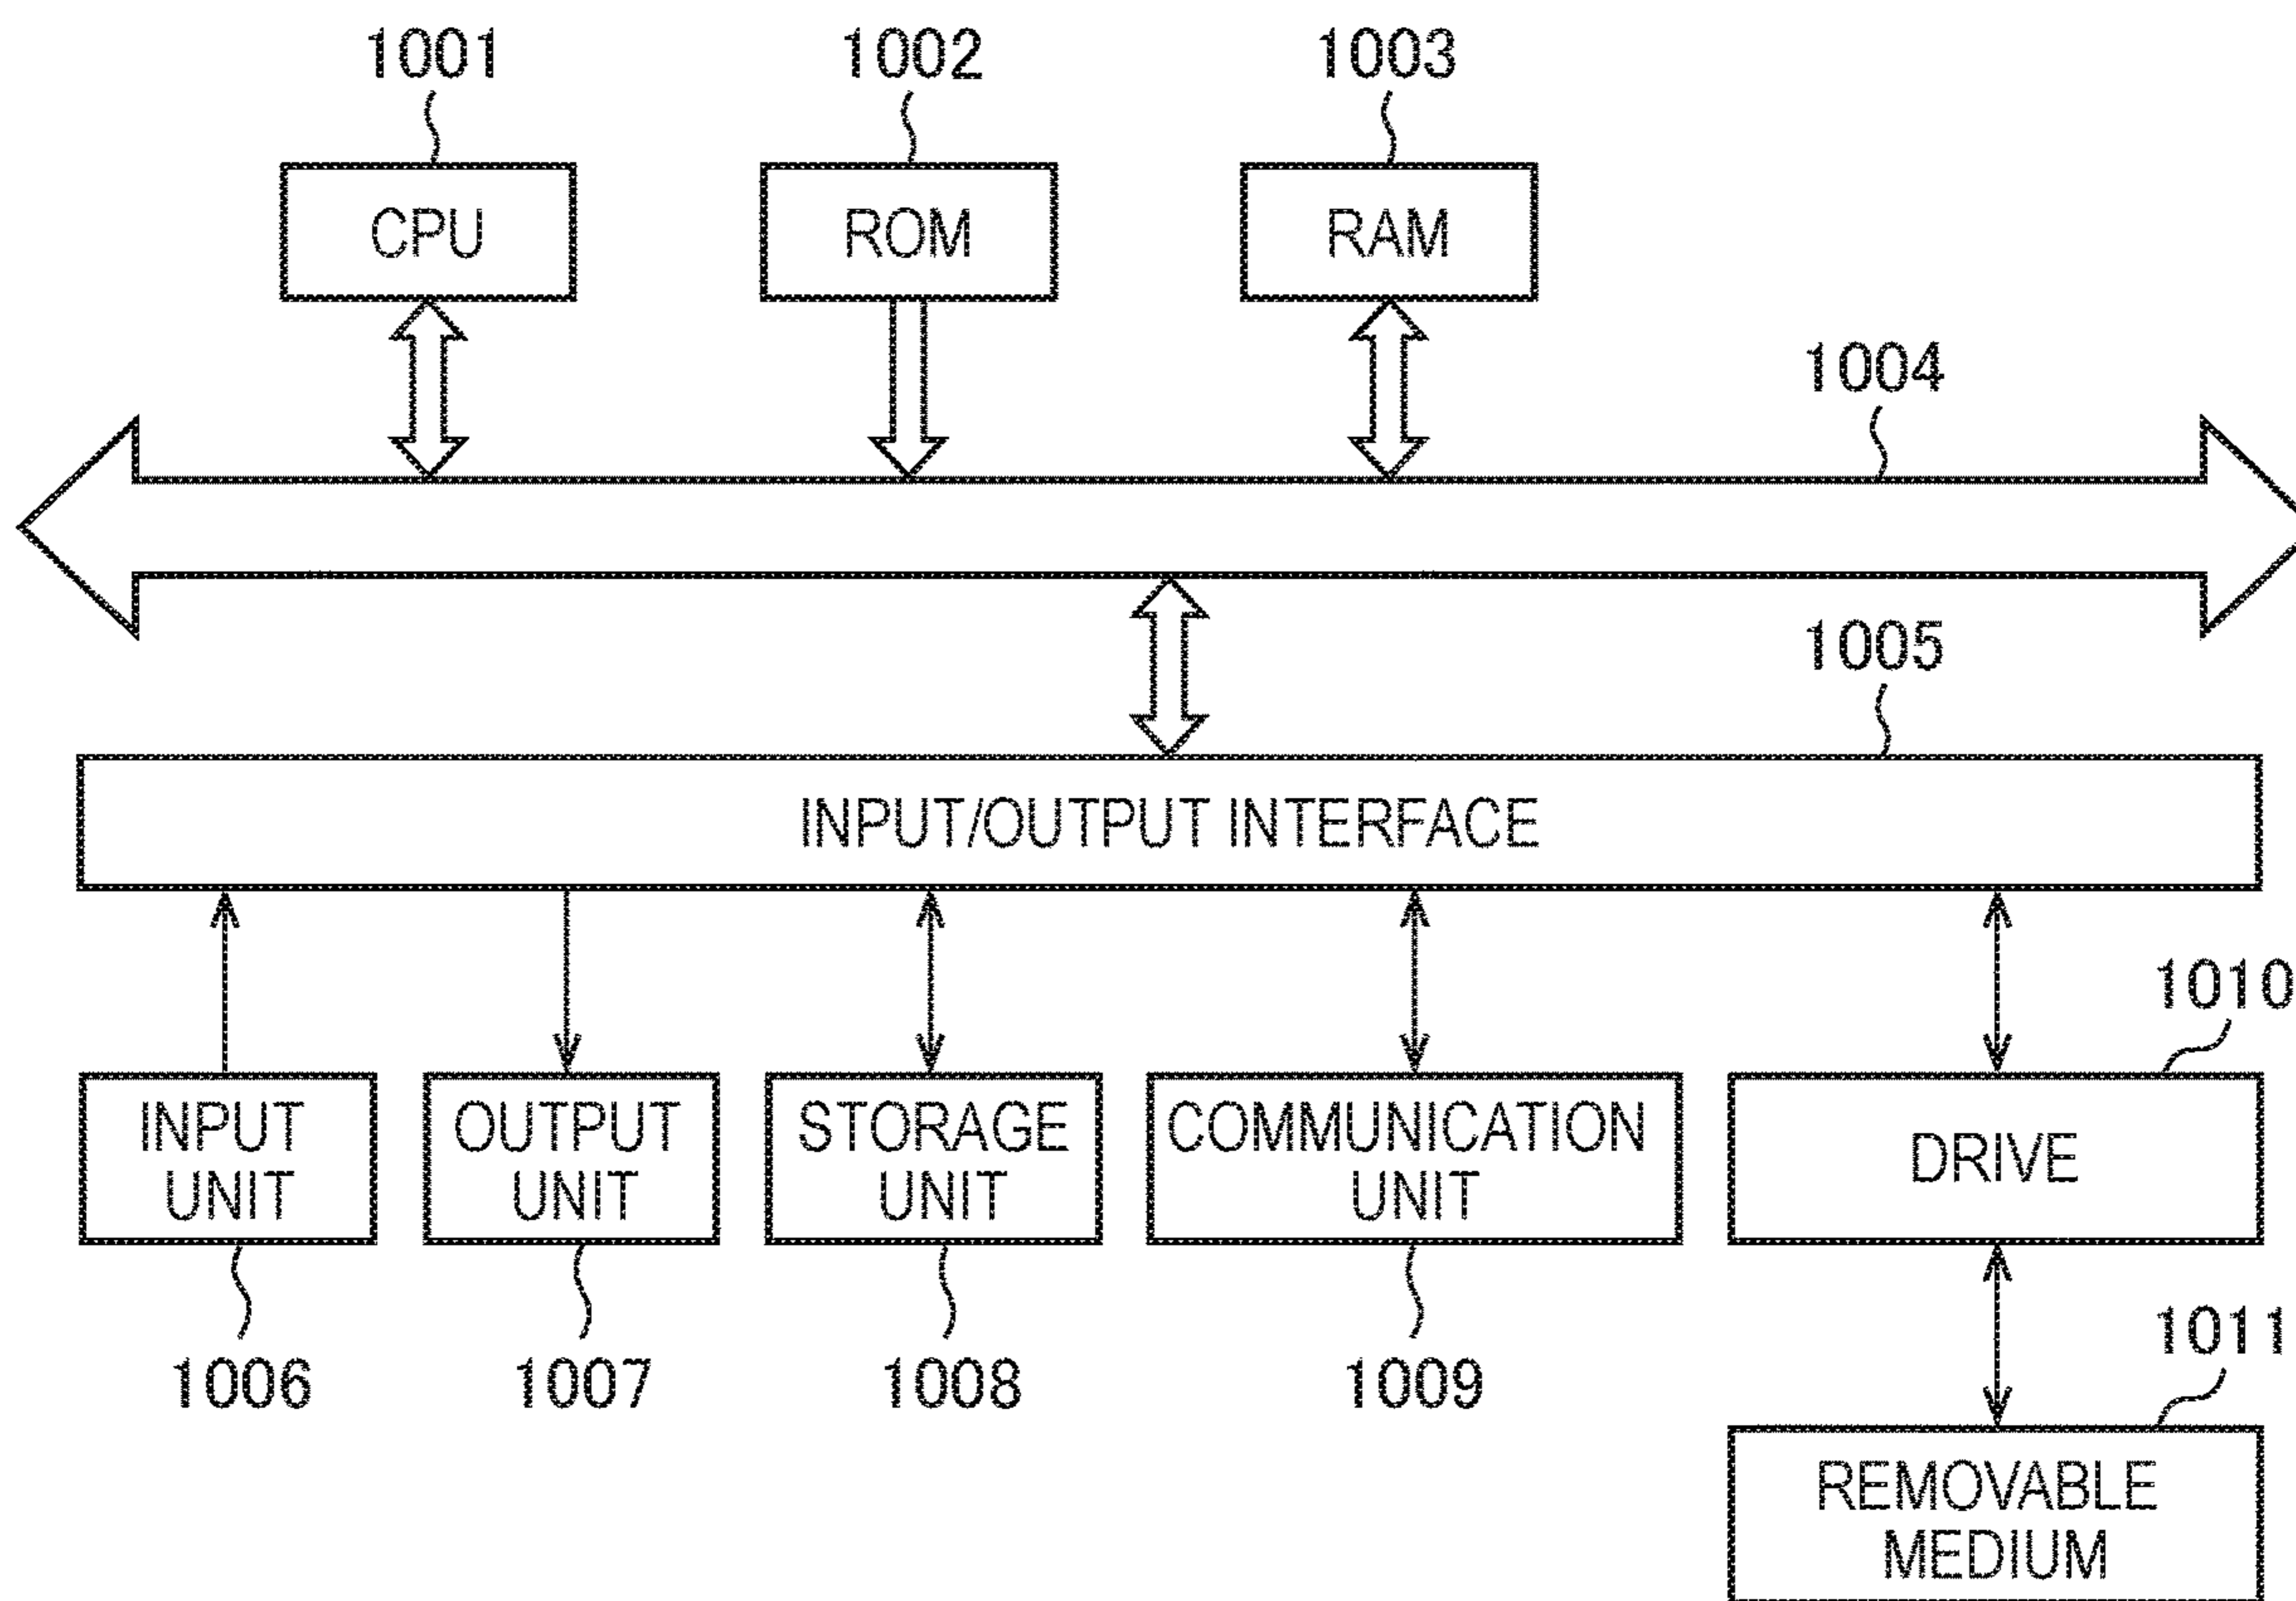 1001
1002
1003
CPU
ROM
RAM
1004
1005
INPUT/OUTPUT INTERFACE
1010
INPUT
UNIT
OUTPUT
UNIT
STORAGE
UNIT
COMMUNICATION
UNIT
DRIVE
1006
1007
1008
1009
1011
REMOVABLE
MEDIUM